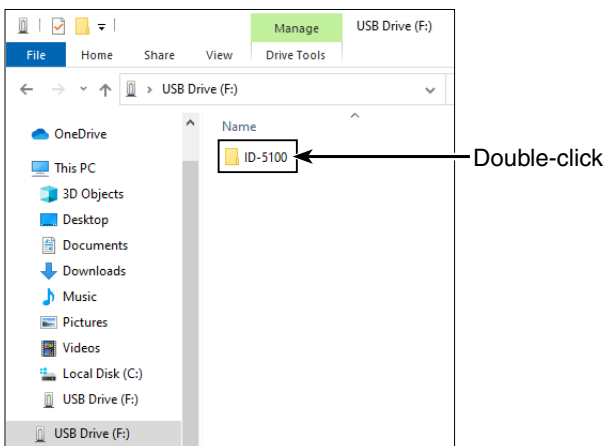 Manage
USB Drive (F:)
File
Home
Share
View
Drive Tools
USB Drive (F:)
OneDrive
This PC
3D Objects
Desktop
Documents
Downloads
Music
Pictures
Videos
Local Disk (C:)
USB Drive (F:)
USB Drive (F:)
Name
ID-5100
Double-click